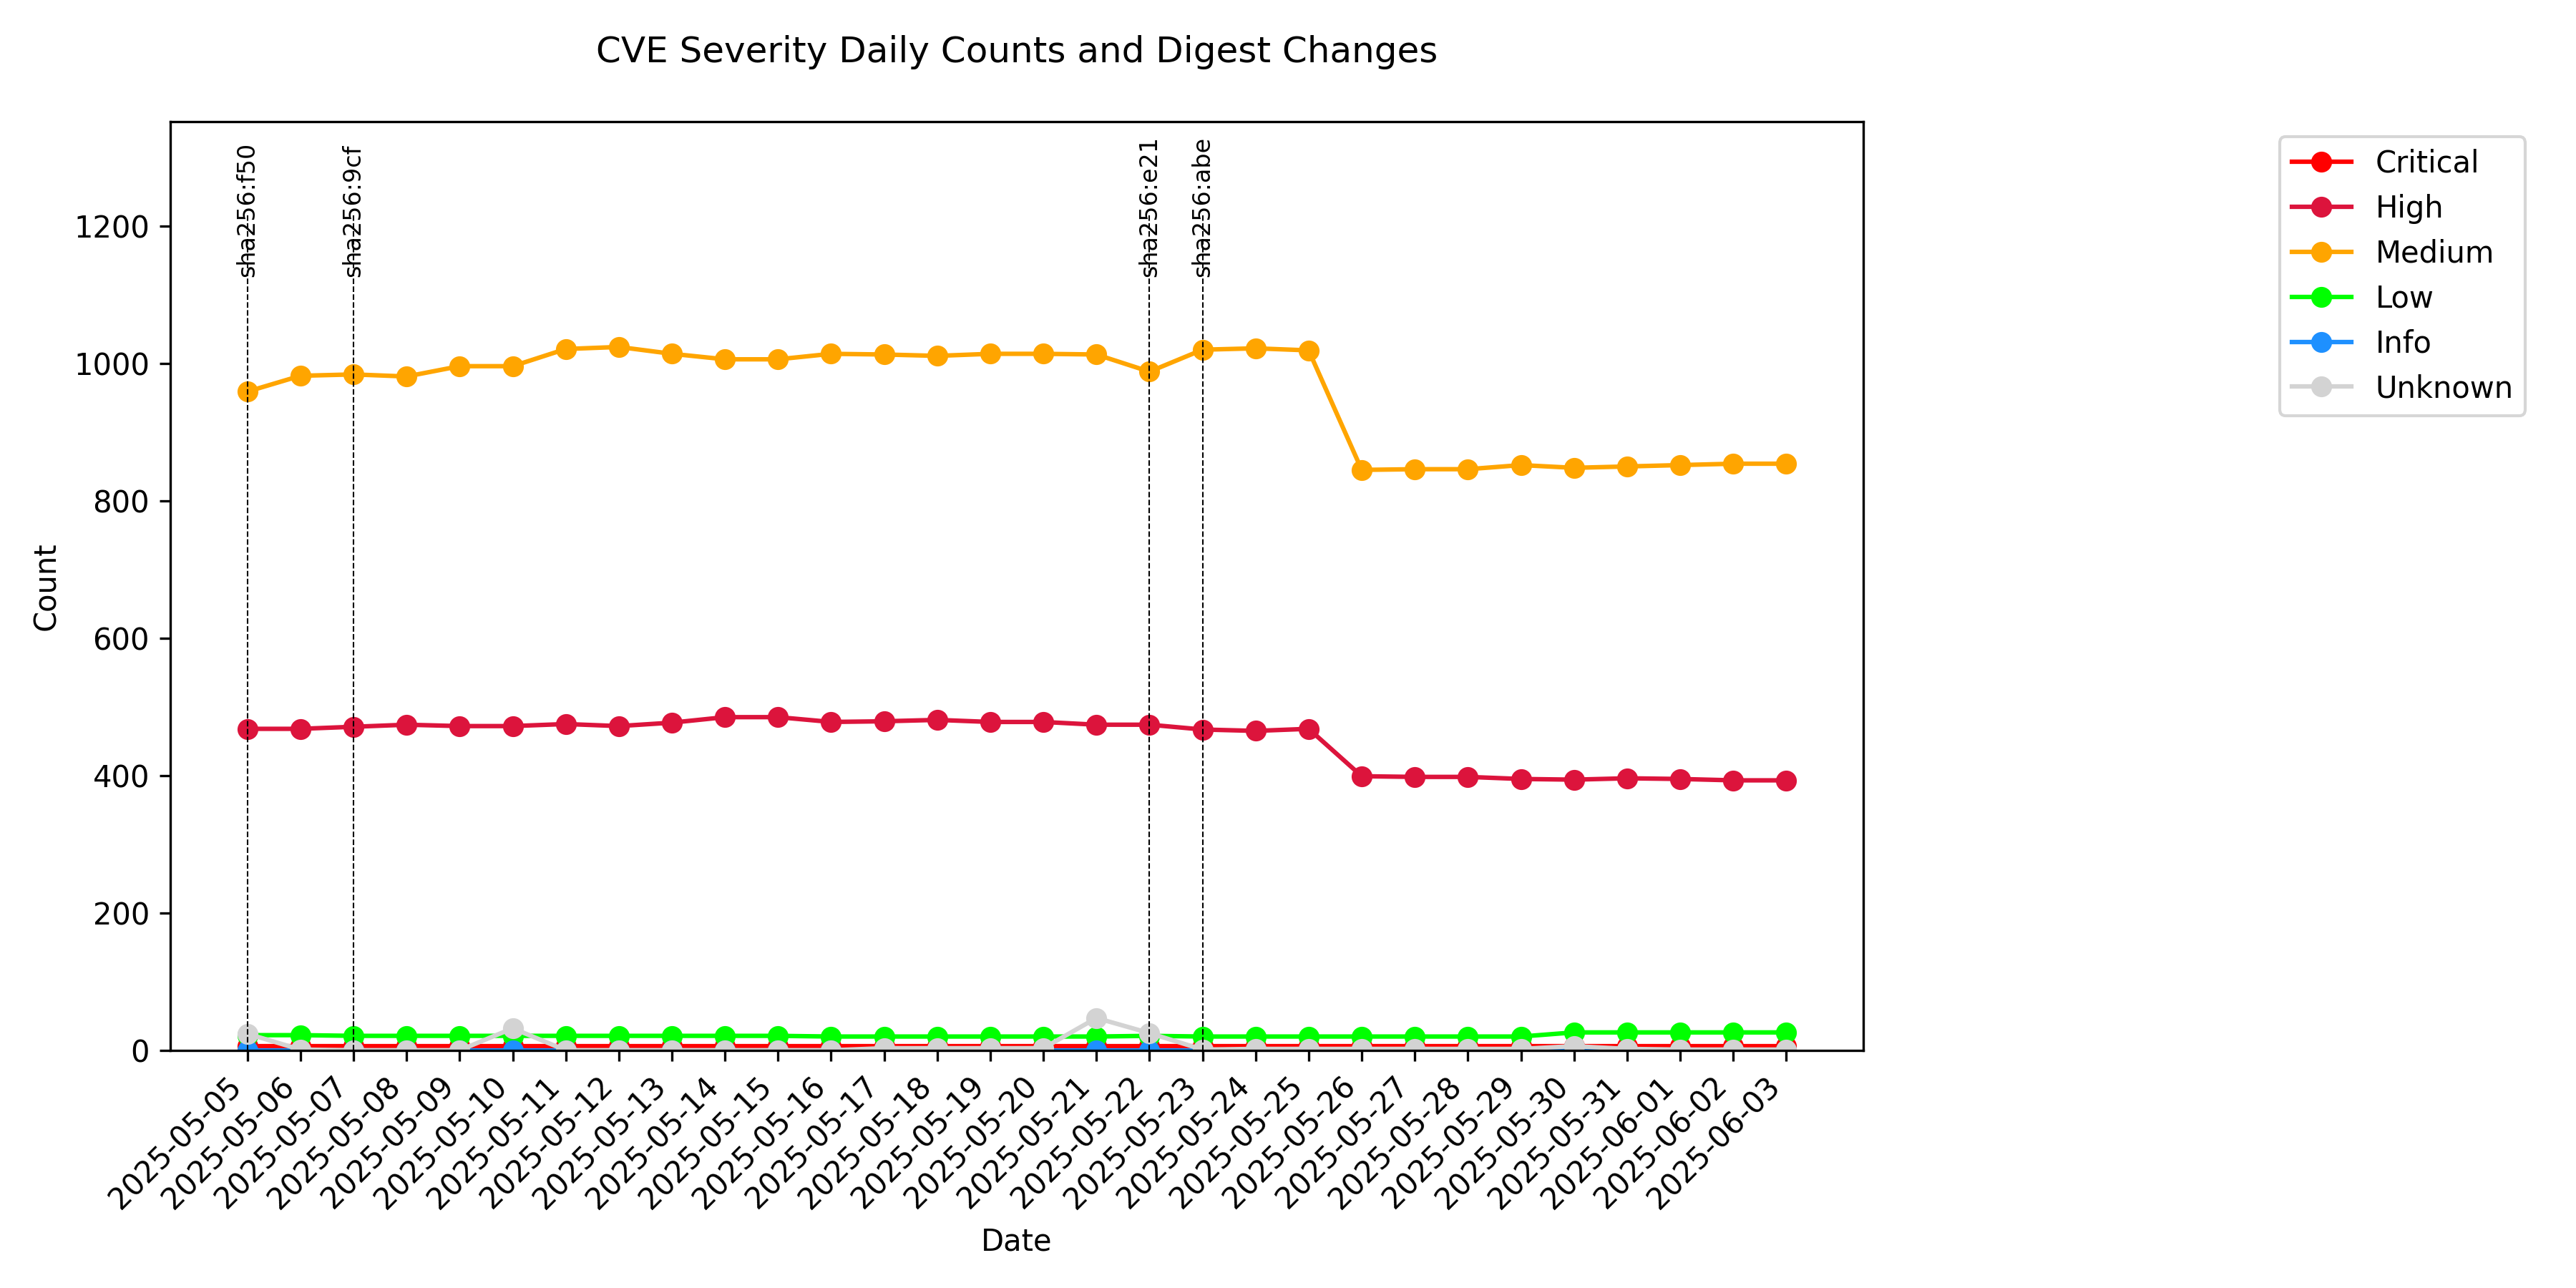 CVE Severity Daily Counts and Digest Changes
sha256:f50
sha256:9cf
sha256:e21
sha256:abe
Critical
High
Medium
Low
Info
Unknown
1200
1000
800
600
400
200
0
Count
2025-05-05
2025-05-06
2025-05-07
2025-05-08
2025-05-09
2025-05-10
2025-05-11
2025-05-12
2025-05-13
2025-05-14
2025-05-15
2025-05-16
2025-05-17
2025-05-18
2025-05-19
2025-05-20
2025-05-21
2025-05-22
2025-05-23
2025-05-24
2025-05-25
2025-05-26
2025-05-27
2025-05-28
2025-05-29
2025-05-30
2025-05-31
2025-06-01
2025-06-02
2025-06-03
Date